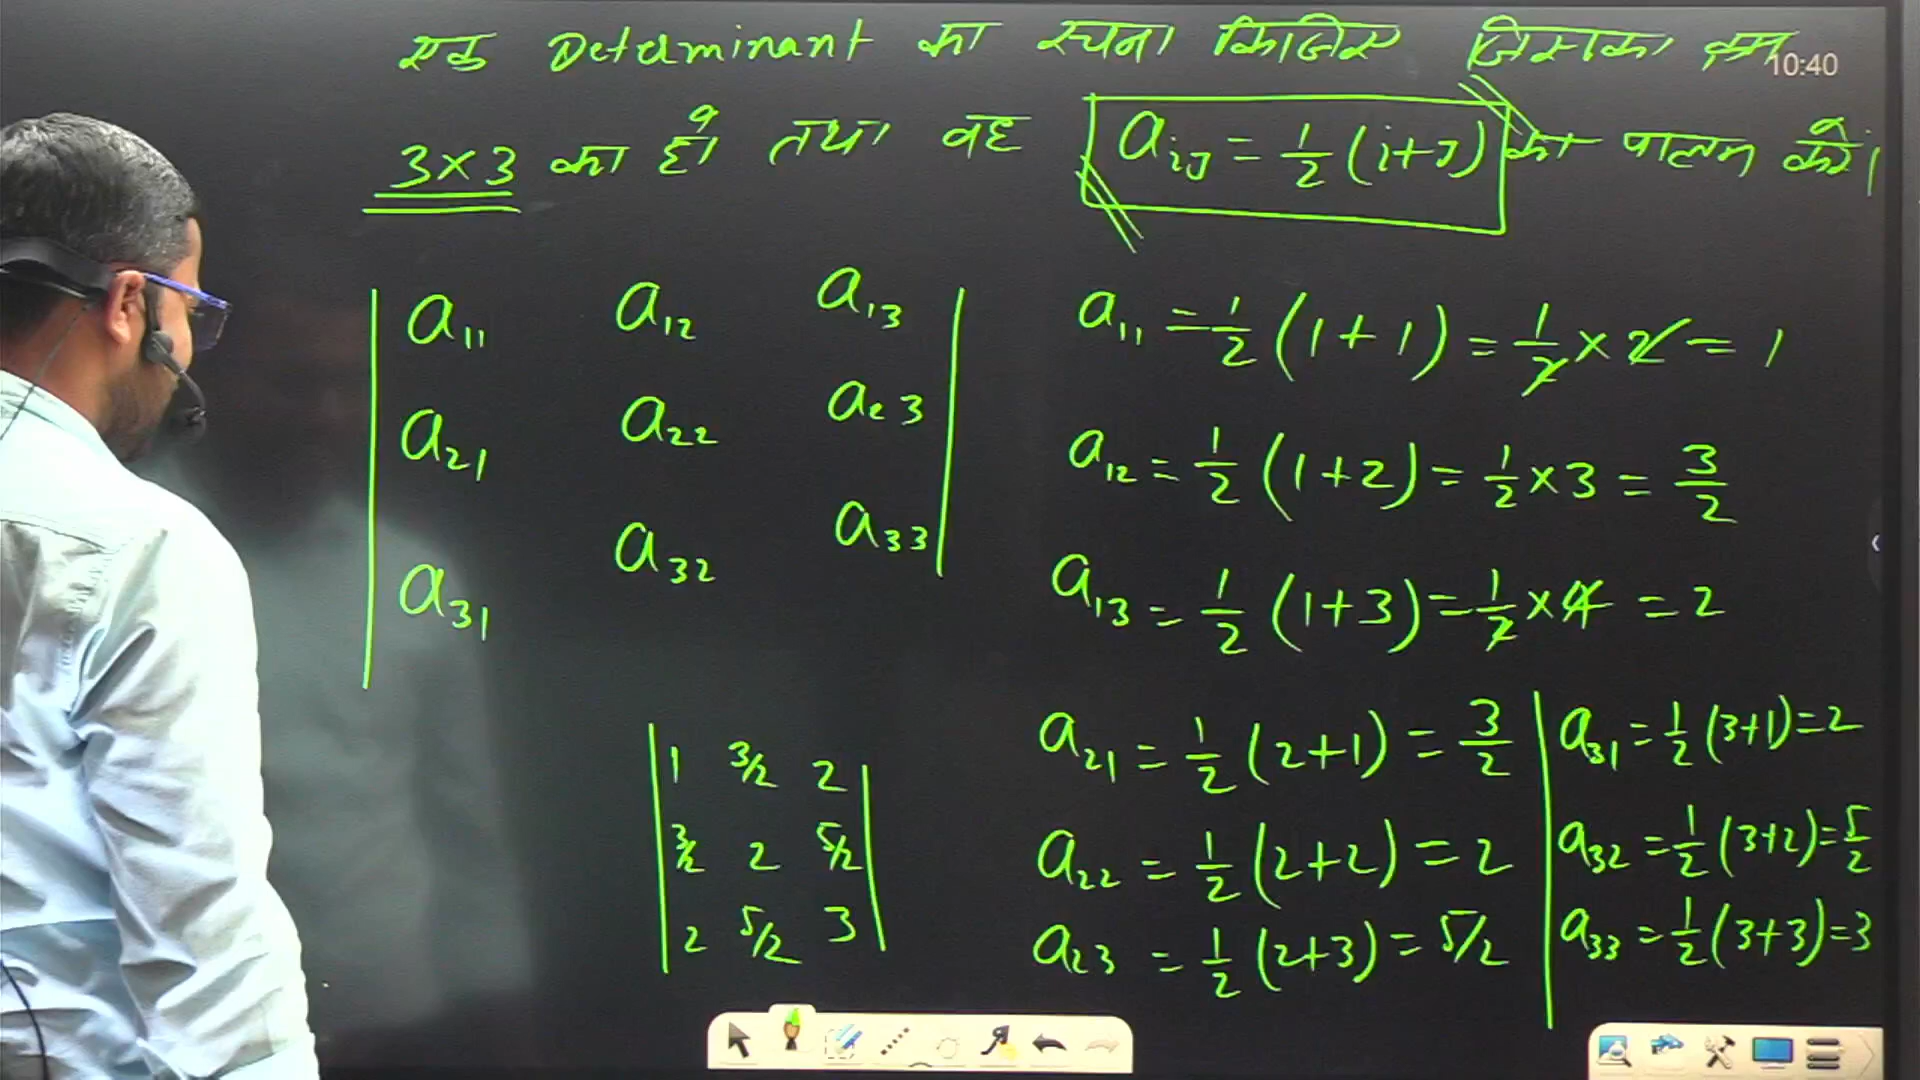 एक Determinant का रचना किजिए जिसका क्रम
10:40
3×3 का हो तथा वह aij = 1/2 (i+J) का पालन करे।
a11 a12 a13
a21 a22 a23
a31 a32 a33
a11 = 1/2 (1+1) = 1/2 × 2 = 1
a12 = 1/2 (1+2) = 1/2 × 3 = 3/2
a13 = 1/2 (1+3) = 1/2 × 4 = 2
a21 = 1/2 (2+1) = 3/2
a22 = 1/2 (2+2) = 2
a23 = 1/2 (2+3) = 5/2
a31 = 1/2 (3+1) = 2
a32 = 1/2 (3+2) = 5/2
a33 = 1/2 (3+3) = 3
1 3/2 2
3/2 2 5/2
2 5/2 3